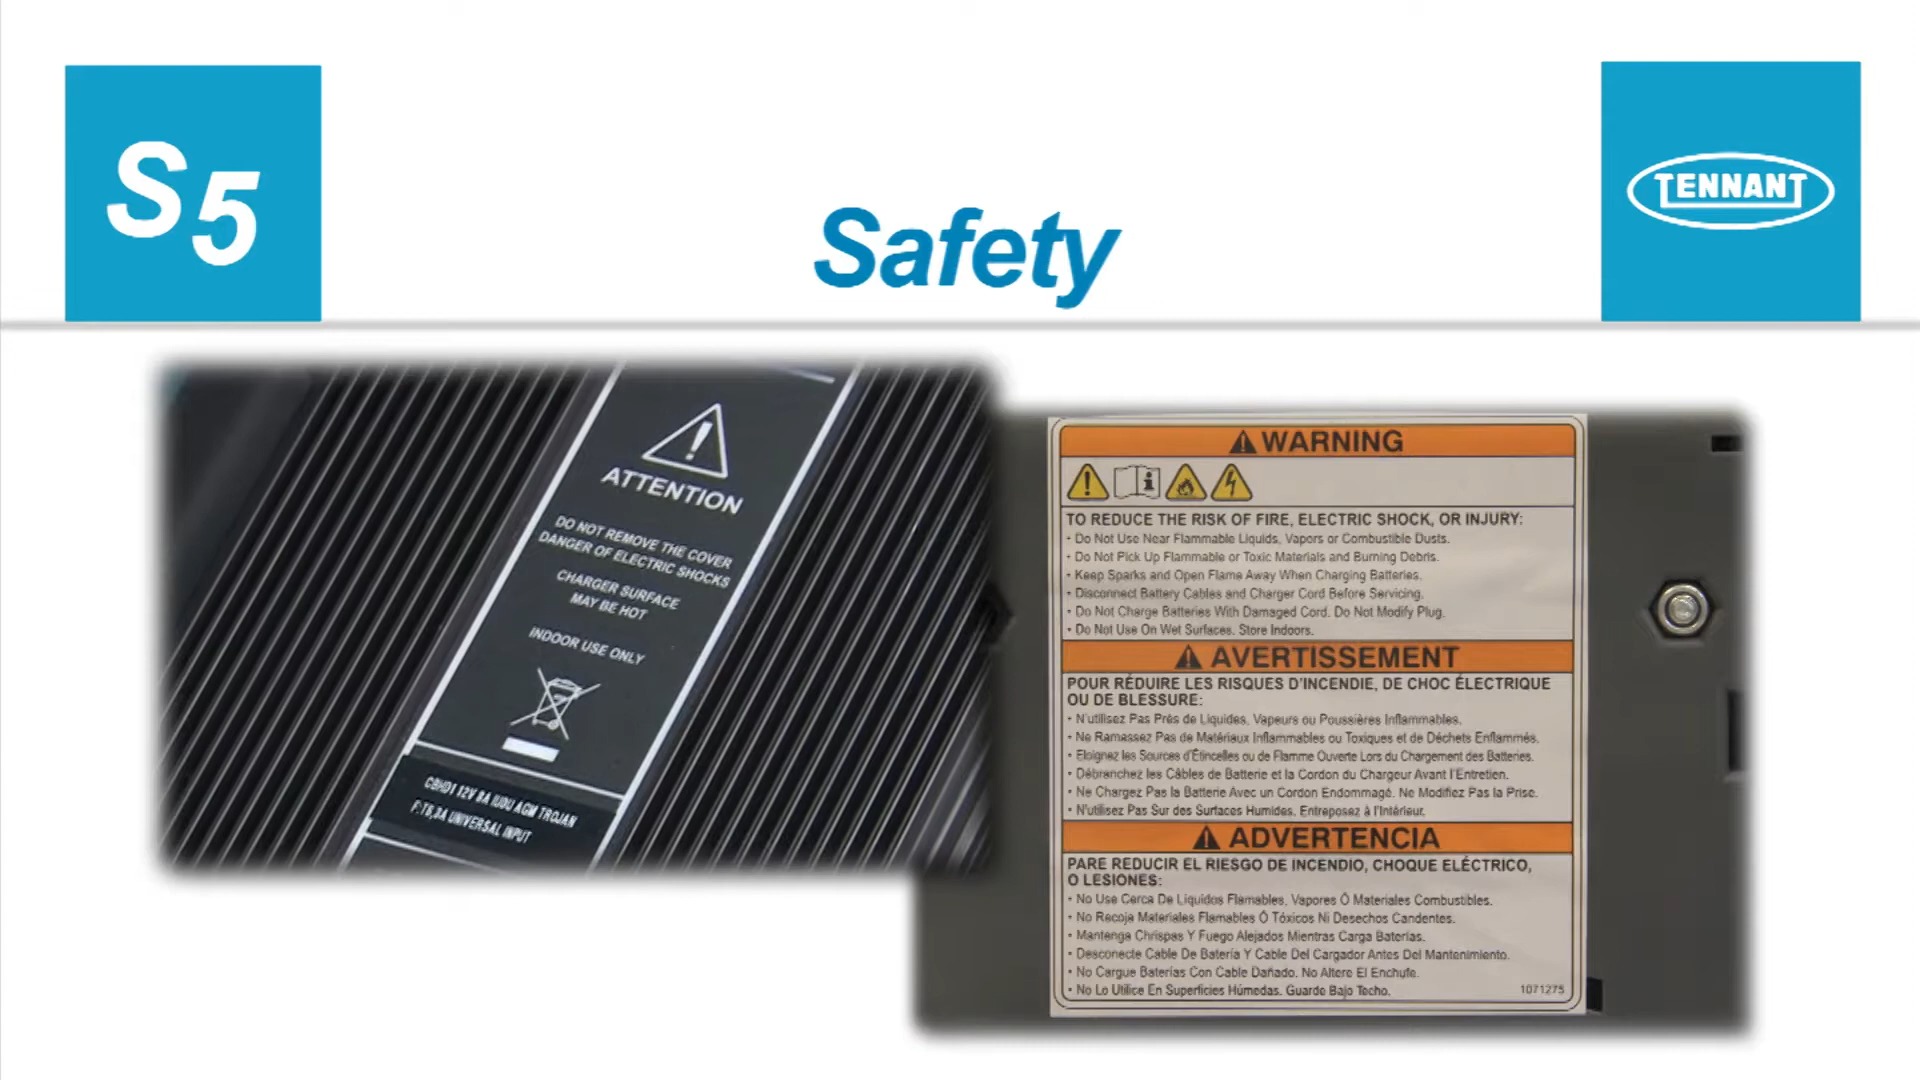 S5
Safety
TENNANT
ATTENTION
DO NOT REMOVE THE COVER
DANGER OF ELECTRIC SHOCKS
CHARGER SURFACE
MAY BE HOT
INDOOR USE ONLY
12V 8A IU0U AGM TROJAN
UNIVERSAL INPUT
WARNING
TO REDUCE THE RISK OF FIRE, ELECTRIC SHOCK, OR INJURY:
• Do Not Use Near Flammable Liquids, Vapors or Combustible Dusts.
• Do Not Pick Up Flammable or Toxic Materials and Burning Debris.
• Keep Sparks and Open Flame Away When Charging Batteries.
• Disconnect Battery Cables and Charger Cord Before Servicing.
• Do Not Charge Batteries With Damaged Cord. Do Not Modify Plug.
• Do Not Use On Wet Surfaces. Store Indoors.
AVERTISSEMENT
POUR RÉDUIRE LES RISQUES D'INCENDIE, DE CHOC ÉLECTRIQUE
OU DE BLESSURE:
• N'utilisez Pas Prés de Liquides, Vapeurs ou Poussières Inflammables.
• Ne Ramassez Pas de Matériaux Inflammables ou Toxiques et de Déchets Enflammés.
• Eloignez les Sources d'Étincelles ou de Flamme Ouverte Lors du Chargement des Batteries.
• Débranchez les Câbles de Batterie et la Cordon du Chargeur Avant l'Entretien.
• Ne Chargez Pas la Batterie Avec un Cordon Endommagé. Ne Modifiez Pas la Prise.
• N'utilisez Pas Sur des Surfaces Humides. Entreposez à l'Intérieur.
ADVERTENCIA
PARE REDUCIR EL RIESGO DE INCENDIO, CHOQUE ELÉCTRICO,
O LESIONES:
• No Use Cerca De Liquidos Flamables, Vapores Ó Materiales Combustibles.
• No Recoja Materiales Flamables Ó Tóxicos Ni Desechos Candentes.
• Mantenga Chrispas Y Fuego Alejados Mientras Carga Baterías.
• Desconecte Cable De Batería Y Cable Del Cargador Antes Del Mantenimiento.
• No Cargue Baterías Con Cable Dañado. No Altere El Enchufe.
• No Lo Utilice En Superficies Húmedas. Guarde Bajo Techo.
1071275